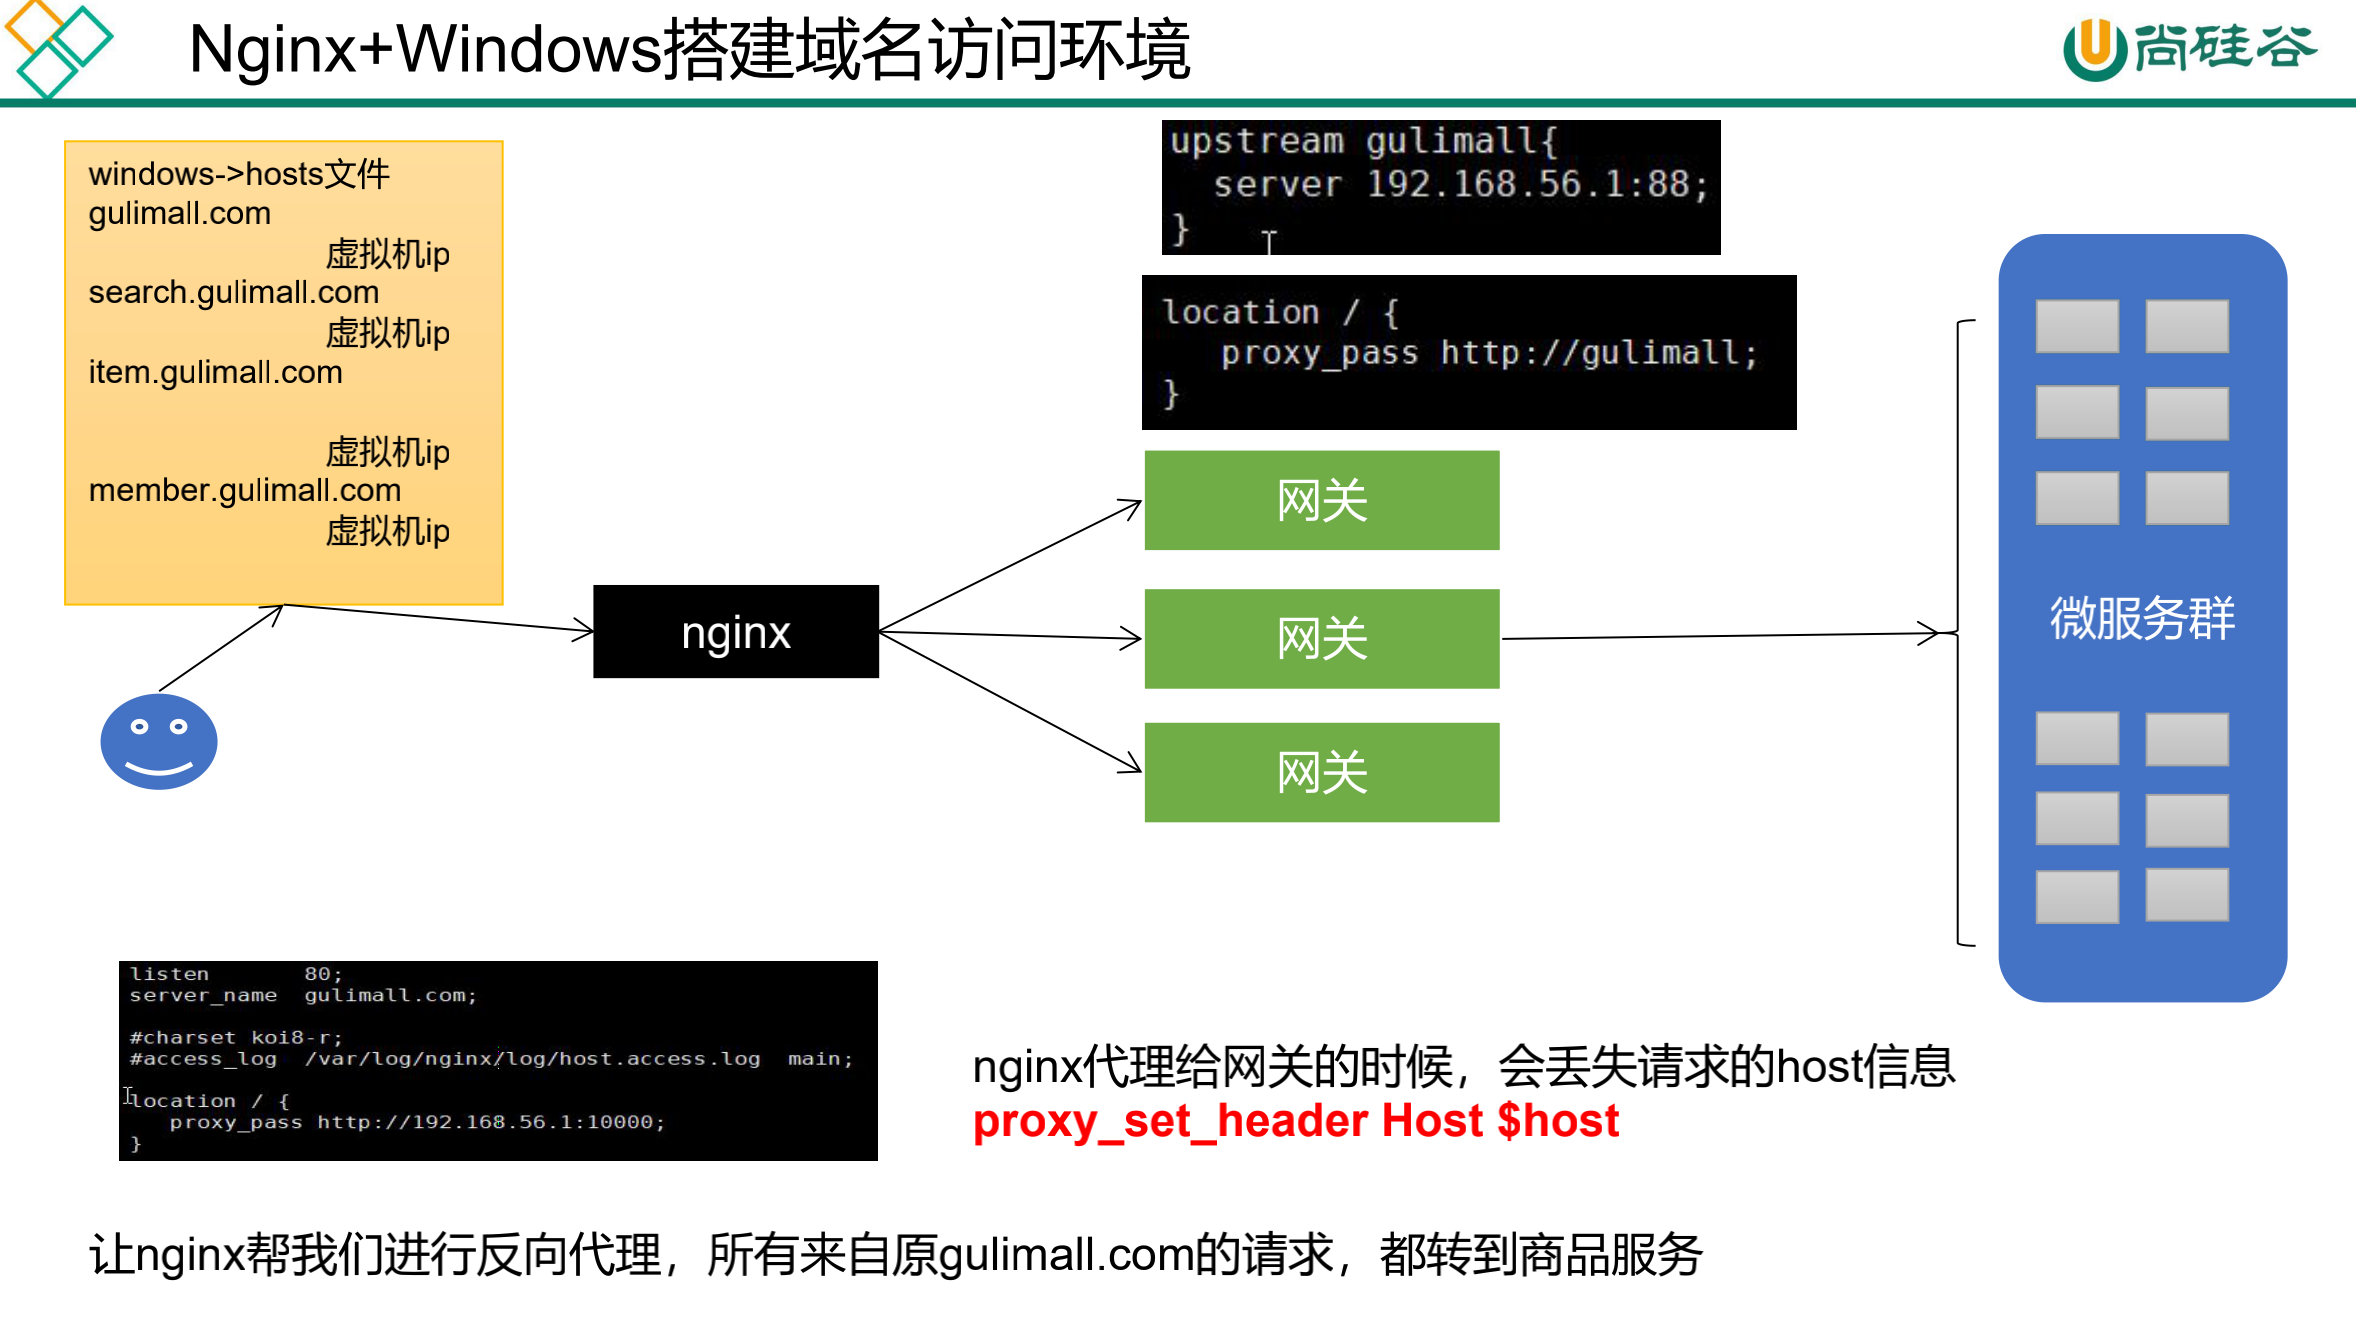 Nginx+Windows搭建域名访问环境
尚硅谷
windows->hosts文件
gulimall.com
虚拟机ip
search.gulimall.com
虚拟机ip
item.gulimall.com
虚拟机ip
member.gulimall.com
虚拟机ip
upstream gulimall{
server 192.168.56.1:88;
}
location / {
proxy_pass http://gulimall;
}
nginx
网关
网关
网关
微服务群
listen 80;
server_name gulimall.com;
#charset koi8-r;
#access_log /var/log/nginx/log/host.access.log main;
location / {
proxy_pass http://192.168.56.1:10000;
}
nginx代理给网关的时候，会丢失请求的host信息
proxy_set_header Host $host
让nginx帮我们进行反向代理，所有来自原gulimall.com的请求，都转到商品服务